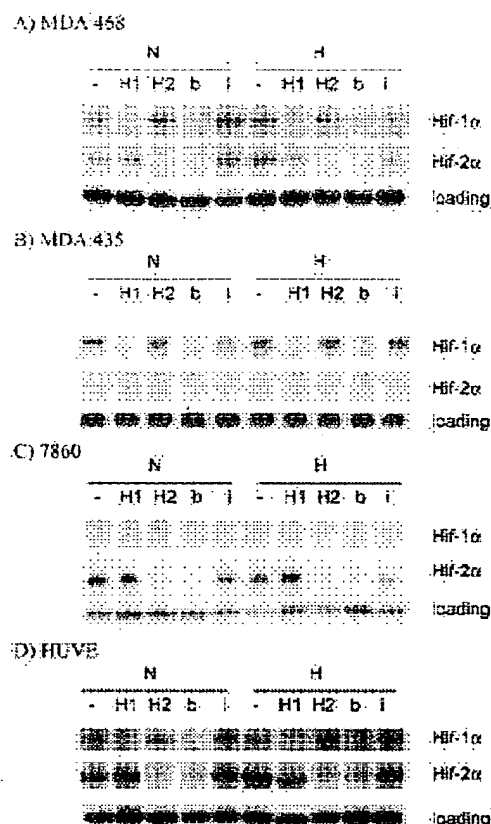 A) MDA 468
N H
- H1 H2 b i - H1 H2 b i
Hif-1α
Hif-2α
loading
B) MDA 435
N H
- H1 H2 b i - H1 H2 b i
Hif-1α
Hif-2α
loading
C) 7860
N H
- H1 H2 b i - H1 H2 b i
Hif-1α
Hif-2α
loading
D) HUVE
N H
- H1 H2 b i - H1 H2 b i
Hif-1α
Hif-2α
loading